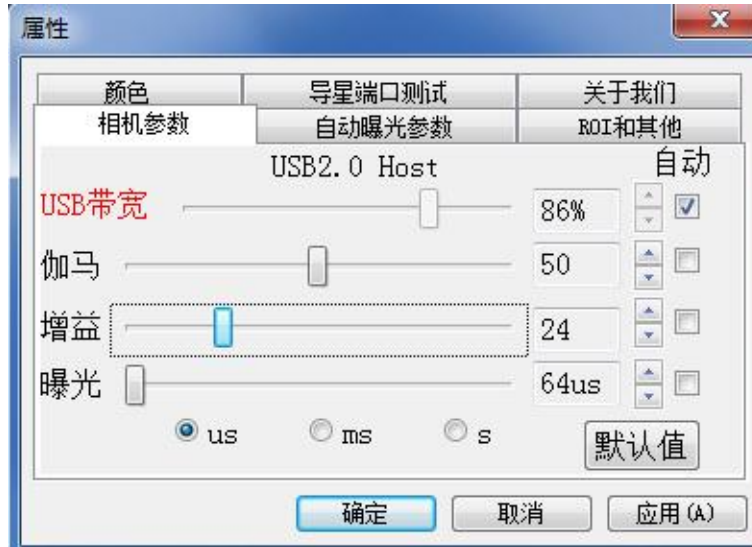 属性
颜色 导星端口测试 关于我们
相机参数 自动曝光参数 ROI和其他
USB2.0 Host 自动
USB带宽 86%
伽马 50
增益 24
曝光 64us
us ms s 默认值
确定 取消 应用(A)